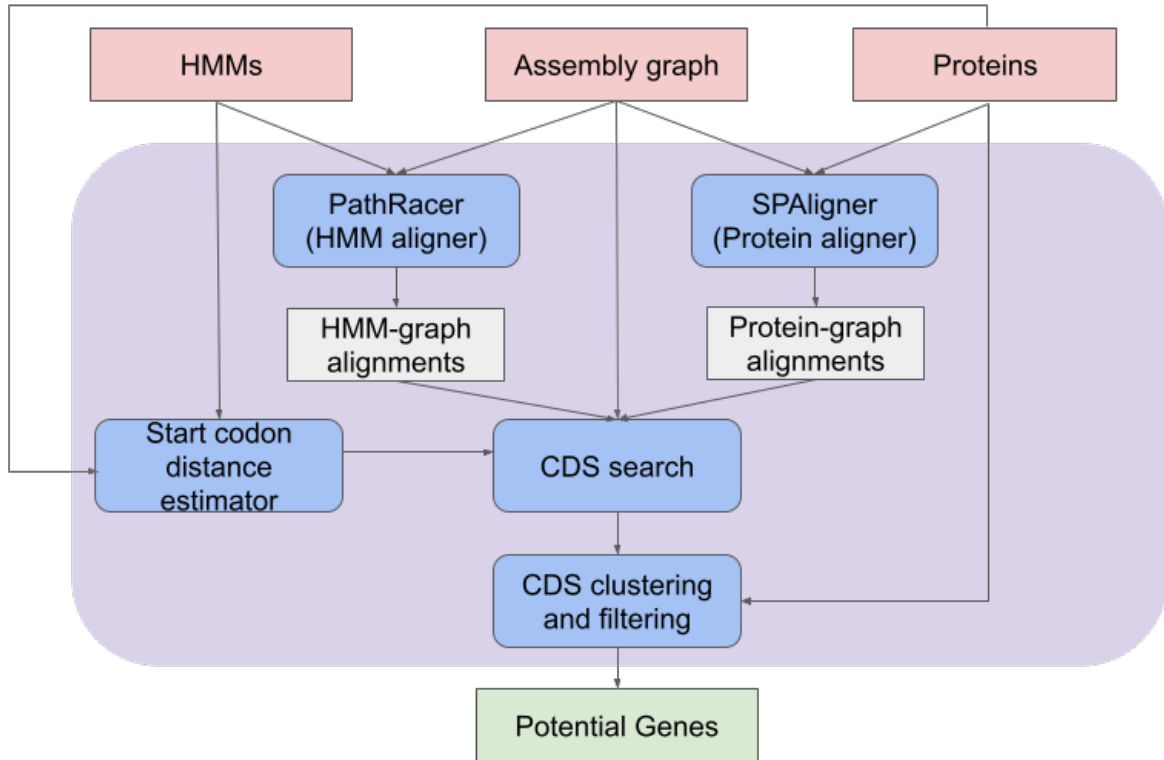 HMMs
Assembly graph
Proteins
PathRacer
(HMM aligner)
SPAligner
(Protein aligner)
HMM-graph
alignments
Protein-graph
alignments
Start codon
distance
estimator
CDS search
CDS clustering
and filtering
Potential Genes